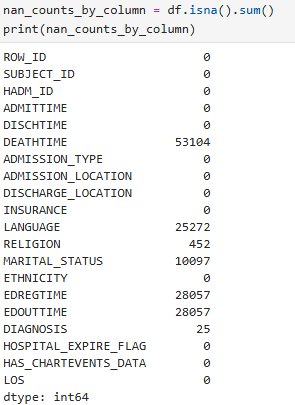 nan_counts_by_column = df.isna().sum()
print(nan_counts_by_column)
ROW_ID 0
SUBJECT_ID 0
HADM_ID 0
ADMITTIME 0
DISCHTIME 0
DEATHTIME 53104
ADMISSION_TYPE 0
ADMISSION_LOCATION 0
DISCHARGE_LOCATION 0
INSURANCE 0
LANGUAGE 25272
RELIGION 452
MARITAL_STATUS 10097
ETHNICITY 0
EDREGTIME 28057
EDOUTTIME 28057
DIAGNOSIS 25
HOSPITAL_EXPIRE_FLAG 0
HAS_CHARTEVENTS_DATA 0
LOS 0
dtype: int64